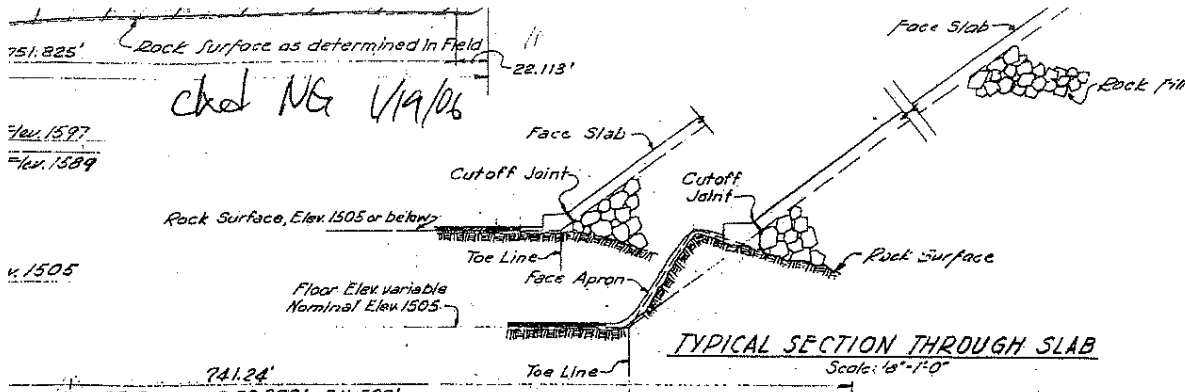 Face Slab
751.825'
Rock Surface as determined In Field
22.113'
Rock Fill
ckd NG 1/19/06
Elev. 1597
Face Slab
Elev. 1589
Cutoff Joint
Cutoff
Joint
Rock Surface, Elev. 1505 or below
Toe Line
Rock Surface
v. 1505
Face Apron
Floor Elev. variable
Nominal Elev. 1505
TYPICAL SECTION THROUGH SLAB
Scale: 1/8"=1'-0"
741.24'
Toe Line